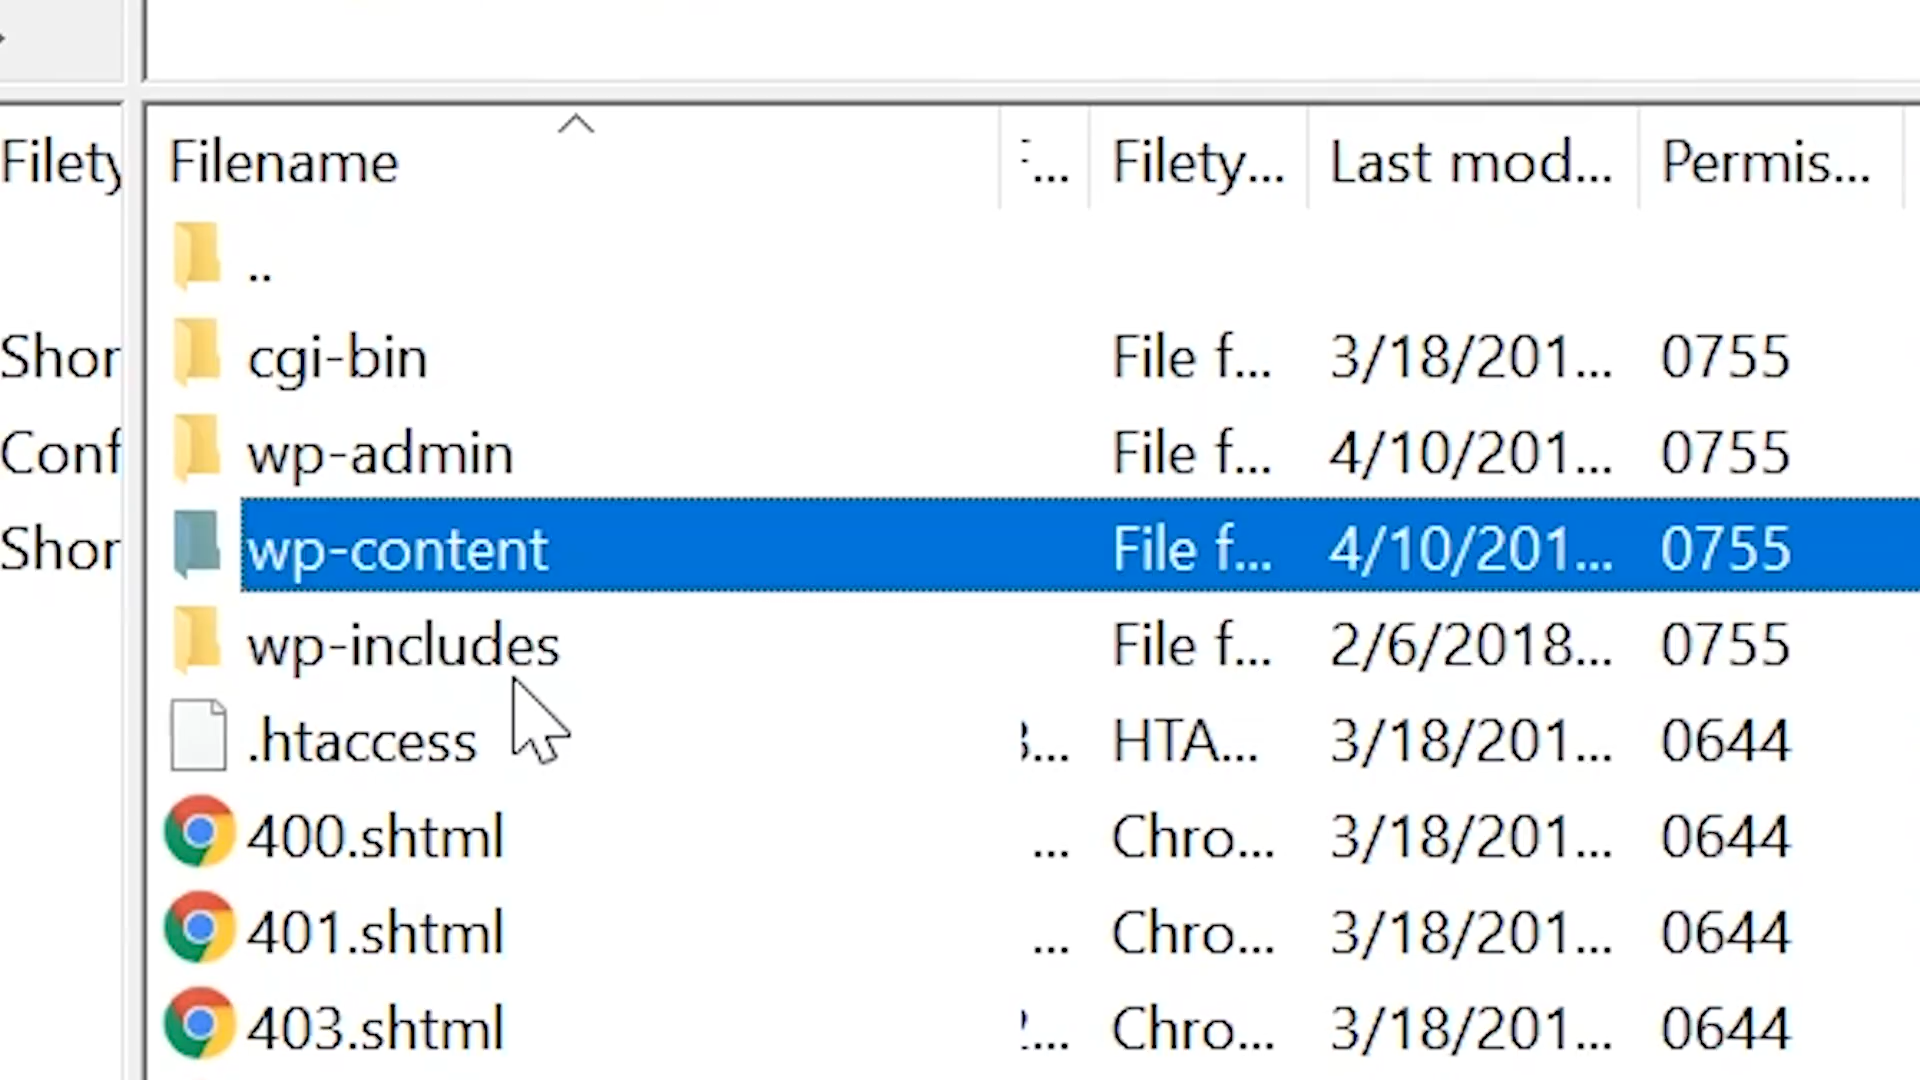 Filety Filename ... Filety... Last mod... Permis...
..
Shor cgi-bin File f... 3/18/201... 0755
Conf wp-admin File f... 4/10/201... 0755
Shor wp-content File f... 4/10/201... 0755
wp-includes File f... 2/6/2018... 0755
.htaccess ... HTA... 3/18/201... 0644
400.shtml ... Chro... 3/18/201... 0644
401.shtml ... Chro... 3/18/201... 0644
403.shtml ... Chro... 3/18/201... 0644